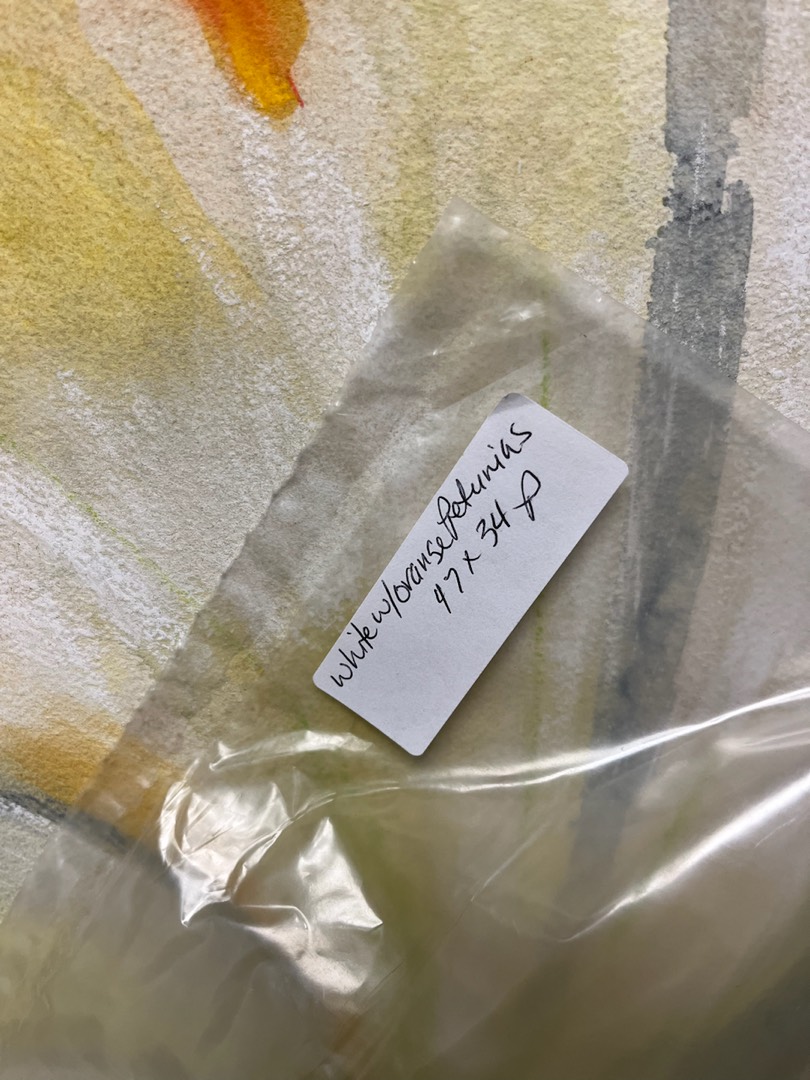 white w/orange Petunias
47 x 34 P